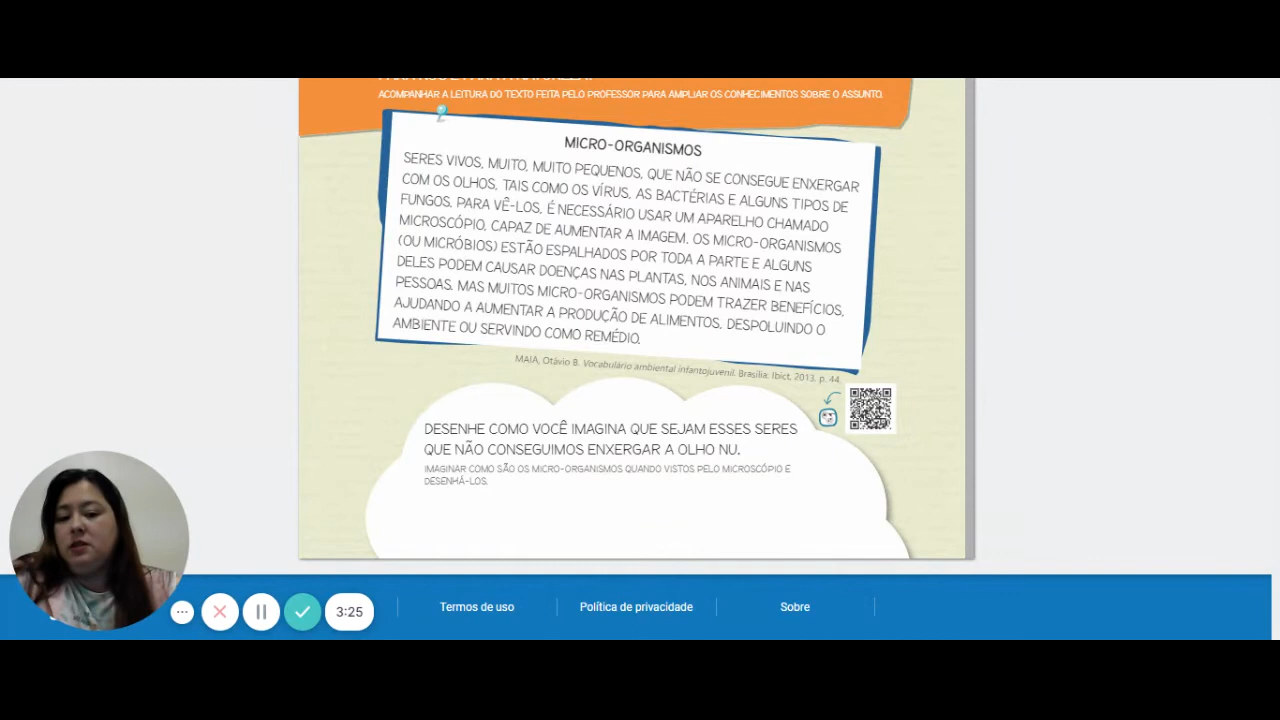 ACOMPANHAR A LEITURA DO TEXTO FEITA PELO PROFESSOR PARA AMPLIAR OS CONHECIMENTOS SOBRE O ASSUNTO.
MICRO-ORGANISMOS
SERES VIVOS, MUITO, MUITO PEQUENOS, QUE NÃO SE CONSEGUE ENXERGAR
COM OS OLHOS, TAIS COMO OS VÍRUS, AS BACTÉRIAS E ALGUNS TIPOS DE
FUNGOS. PARA VÊ-LOS, É NECESSÁRIO USAR UM APARELHO CHAMADO
MICROSCÓPIO, CAPAZ DE AUMENTAR A IMAGEM. OS MICRO-ORGANISMOS
(OU MICRÓBIOS) ESTÃO ESPALHADOS POR TODA A PARTE E ALGUNS
DELES PODEM CAUSAR DOENÇAS NAS PLANTAS, NOS ANIMAIS E NAS
PESSOAS. MAS MUITOS MICRO-ORGANISMOS PODEM TRAZER BENEFÍCIOS,
AJUDANDO A AUMENTAR A PRODUÇÃO DE ALIMENTOS, DESPOLUINDO O
AMBIENTE OU SERVINDO COMO REMÉDIO.
MAIA, Otávio B. Vocabulário ambiental infantojuvenil. Brasília: Ibict, 2013. p. 44.
DESENHE COMO VOCÊ IMAGINA QUE SEJAM ESSES SERES
QUE NÃO CONSEGUIMOS ENXERGAR A OLHO NU.
IMAGINAR COMO SÃO OS MICRO-ORGANISMOS QUANDO VISTOS PELO MICROSCÓPIO E
DESENHÁ-LOS.
3:25
Termos de uso
Política de privacidade
Sobre